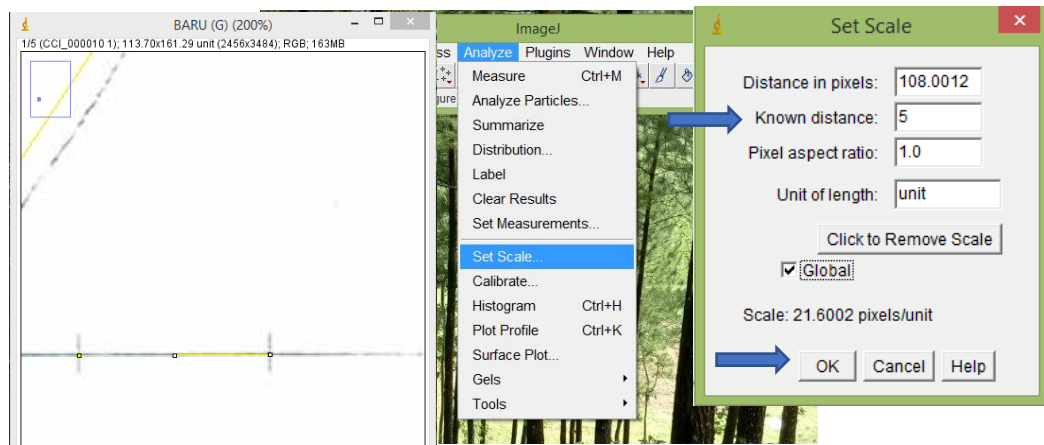 BARU (G) (200%)
1/5 (CCI_000010 1); 113.70x161.29 unit (2456x3484); RGB; 163MB
ImageJ
ss Analyze Plugins Window Help
Measure Ctrl+M
Analyze Particles...
Summarize
Distribution...
Label
Clear Results
Set Measurements...
Set Scale...
Calibrate...
Histogram Ctrl+H
Plot Profile Ctrl+K
Surface Plot...
Gels
Tools
Set Scale
Distance in pixels: 108.0012
Known distance: 5
Pixel aspect ratio: 1.0
Unit of length: unit
Click to Remove Scale
Global
Scale: 21.6002 pixels/unit
OK Cancel Help